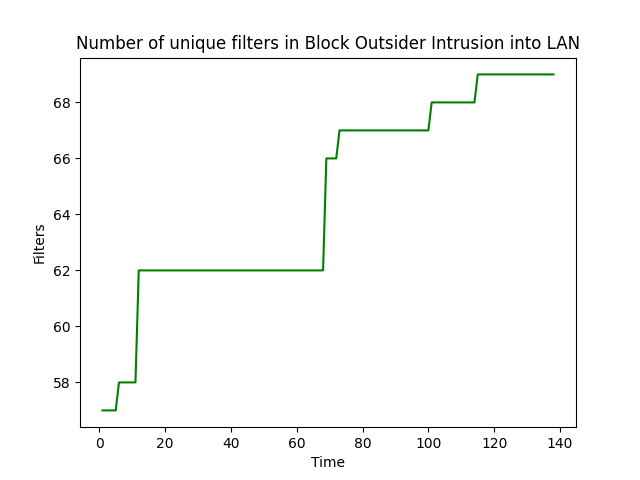 Number of unique filters in Block Outsider Intrusion into LAN
68
66
64
62
60
58
Filters
0 20 40 60 80 100 120 140
Time